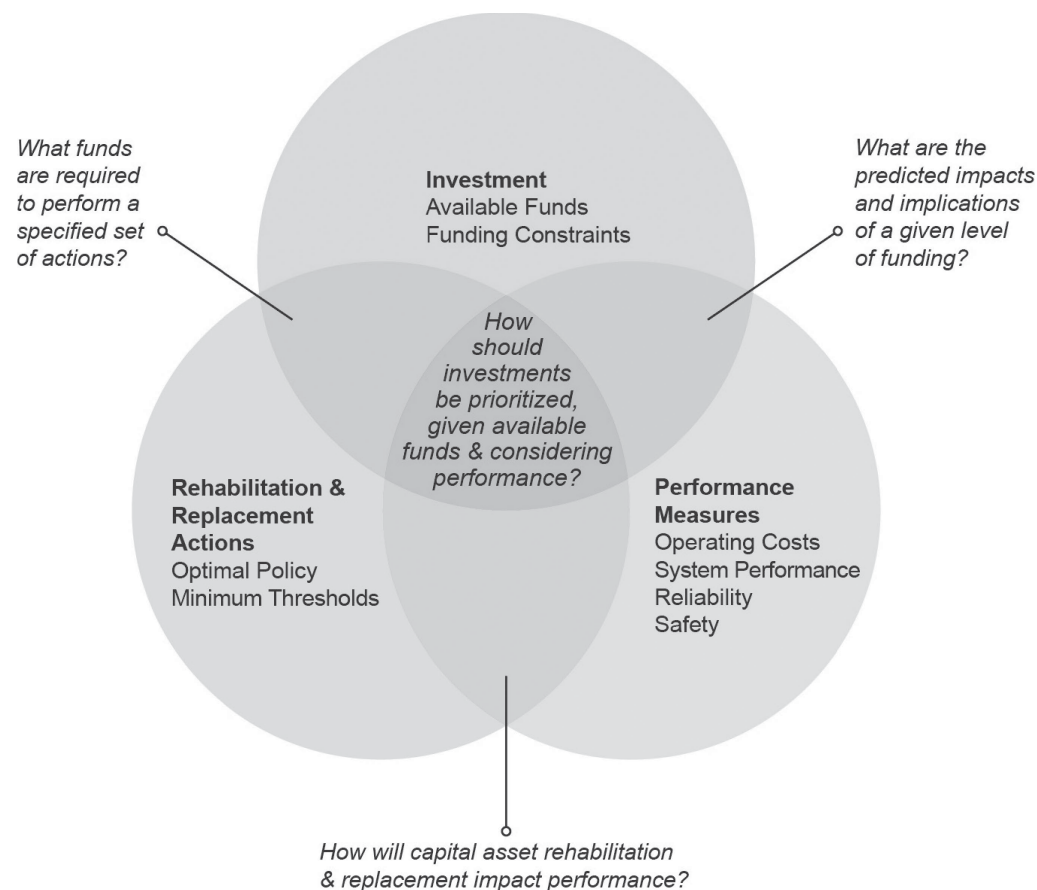 What funds
are required
to perform a
specified set
of actions?
Investment
Available Funds
Funding Constraints
What are the
predicted impacts
and implications
of a given level
of funding?
How
should
investments
be prioritized,
given available
funds & considering
performance?
Rehabilitation &
Replacement
Actions
Optimal Policy
Minimum Thresholds
Performance
Measures
Operating Costs
System Performance
Reliability
Safety
How will capital asset rehabilitation
& replacement impact performance?